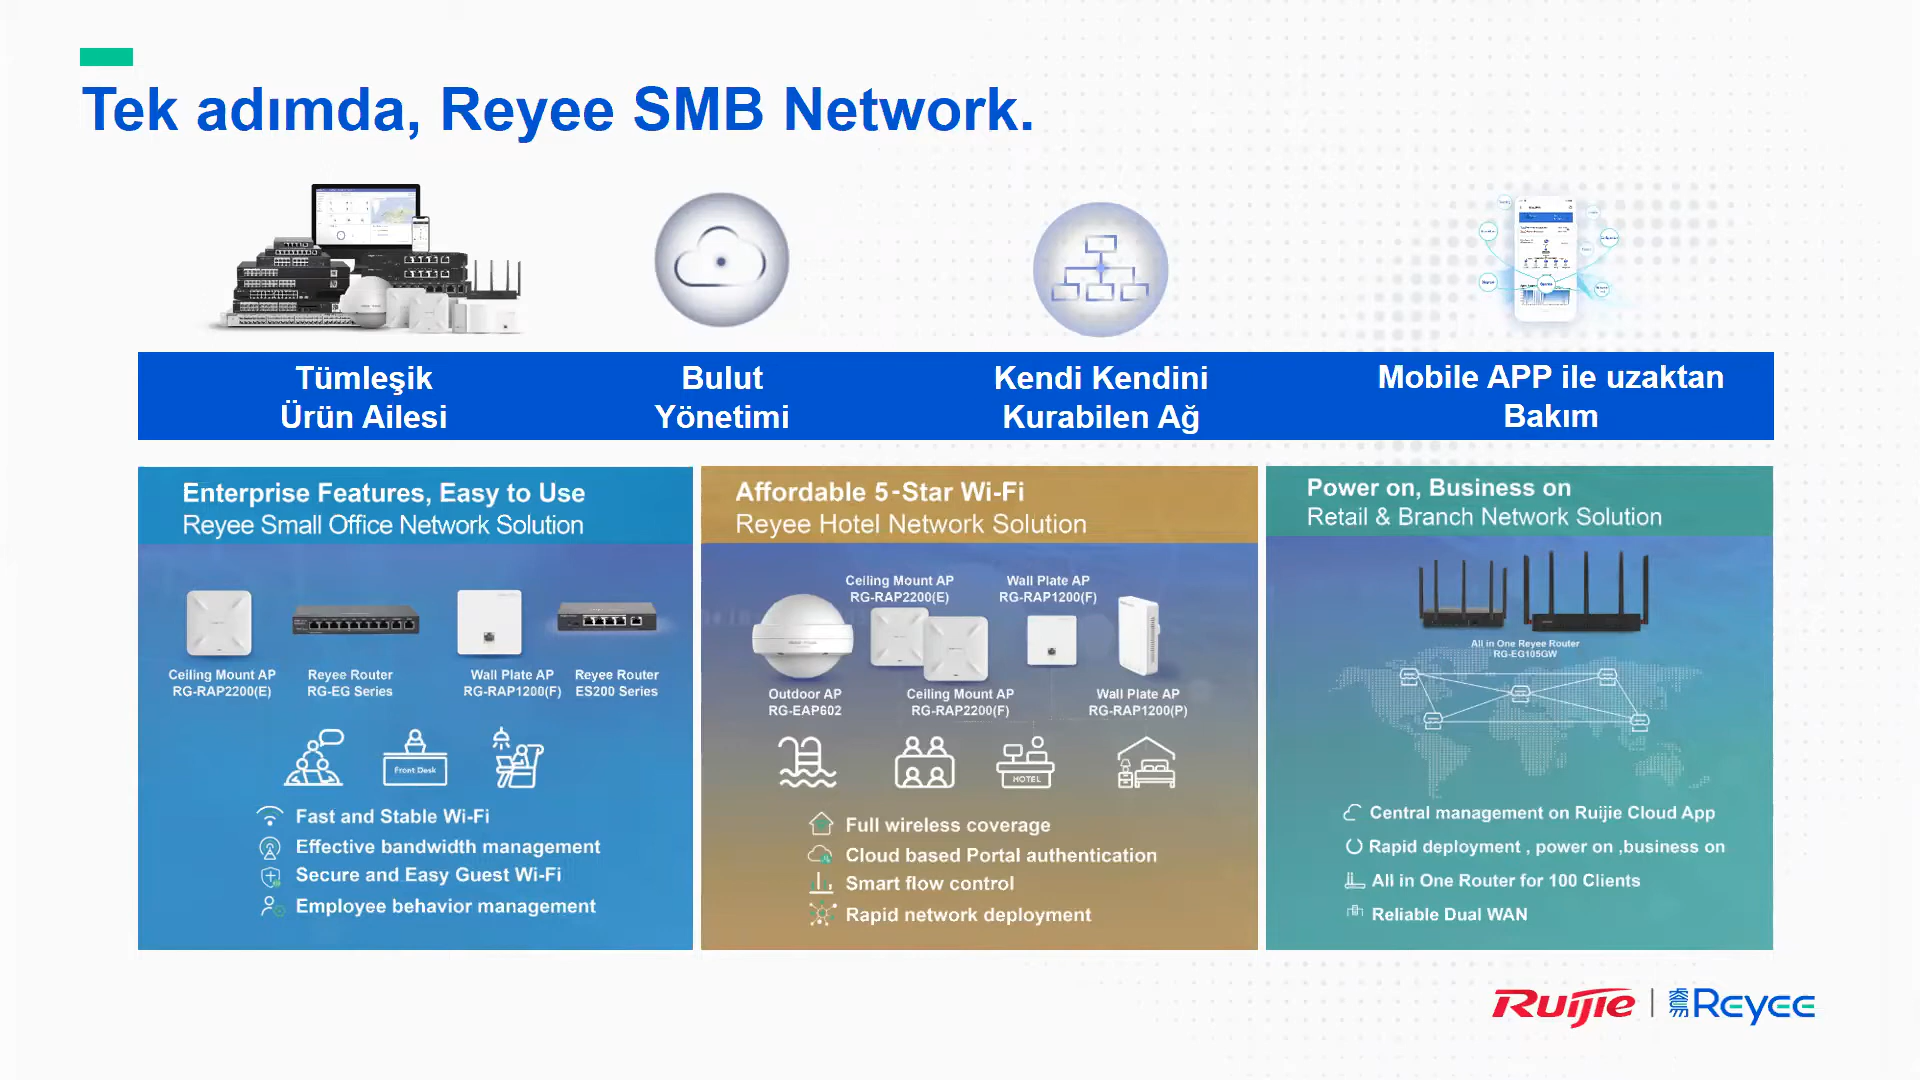 Tek adımda, Reyee SMB Network.
Tümleşik
Ürün Ailesi
Bulut
Yönetimi
Kendi Kendini
Kurabilen Ağ
Mobile APP ile uzaktan
Bakım
Enterprise Features, Easy to Use
Reyee Small Office Network Solution
Ceiling Mount AP
RG-RAP2200(E)
Reyee Router
RG-EG Series
Wall Plate AP
RG-RAP1200(F)
Reyee Router
ES200 Series
Front Desk
Fast and Stable Wi-Fi
Effective bandwidth management
Secure and Easy Guest Wi-Fi
Employee behavior management
Affordable 5-Star Wi-Fi
Reyee Hotel Network Solution
Ceiling Mount AP
RG-RAP2200(E)
Wall Plate AP
RG-RAP1200(F)
Outdoor AP
RG-EAP602
Ceiling Mount AP
RG-RAP2200(F)
Wall Plate AP
RG-RAP1200(P)
HOTEL
Full wireless coverage
Cloud based Portal authentication
Smart flow control
Rapid network deployment
Power on, Business on
Retail & Branch Network Solution
All in One Reyee Router
RG-EG105GW
Central management on Ruijie Cloud App
Rapid deployment , power on ,business on
All in One Router for 100 Clients
Reliable Dual WAN
Ruijie | 睿易 Reyee